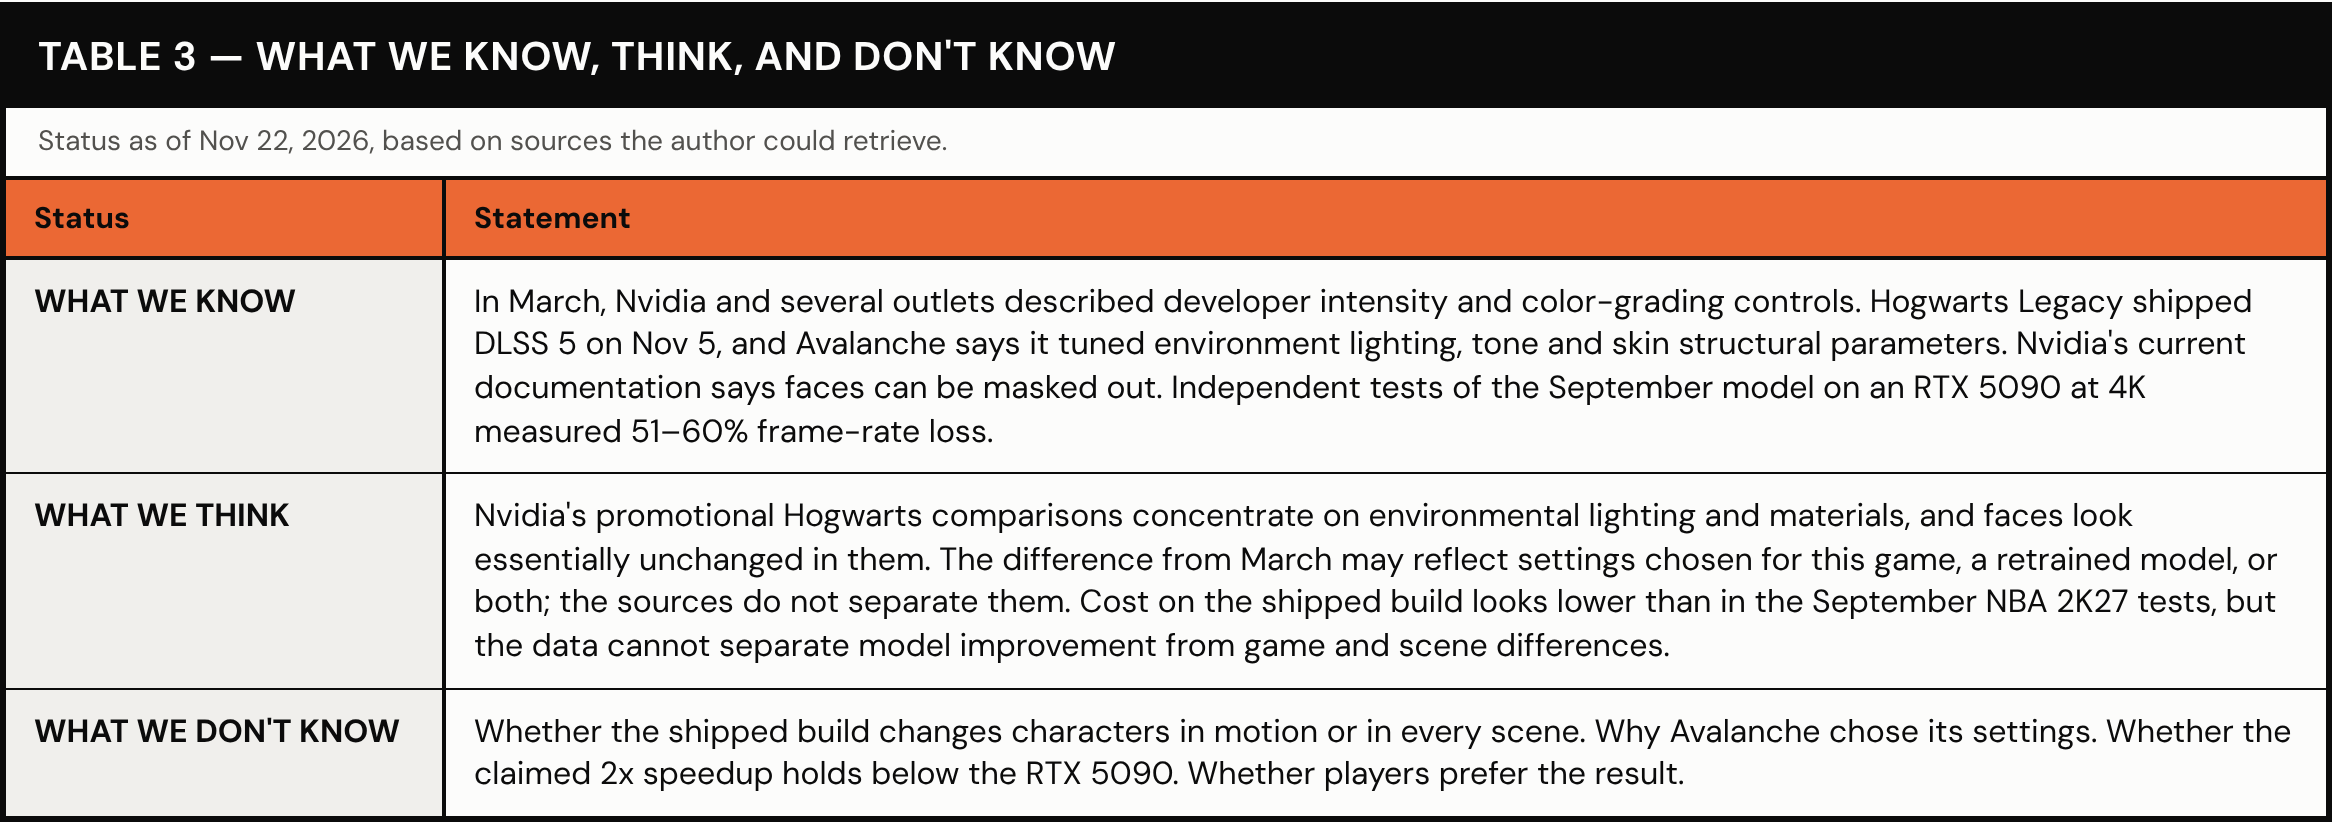 TABLE 3 — WHAT WE KNOW, THINK, AND DON'T KNOW
Status as of Nov 22, 2026, based on sources the author could retrieve.
Status
Statement
WHAT WE KNOW
In March, Nvidia and several outlets described developer intensity and color-grading controls. Hogwarts Legacy shipped
DLSS 5 on Nov 5, and Avalanche says it tuned environment lighting, tone and skin structural parameters. Nvidia's current
documentation says faces can be masked out. Independent tests of the September model on an RTX 5090 at 4K
measured 51–60% frame-rate loss.
WHAT WE THINK
Nvidia's promotional Hogwarts comparisons concentrate on environmental lighting and materials, and faces look
essentially unchanged in them. The difference from March may reflect settings chosen for this game, a retrained model, or
both; the sources do not separate them. Cost on the shipped build looks lower than in the September NBA 2K27 tests, but
the data cannot separate model improvement from game and scene differences.
WHAT WE DON'T KNOW
Whether the shipped build changes characters in motion or in every scene. Why Avalanche chose its settings. Whether the
claimed 2x speedup holds below the RTX 5090. Whether players prefer the result.